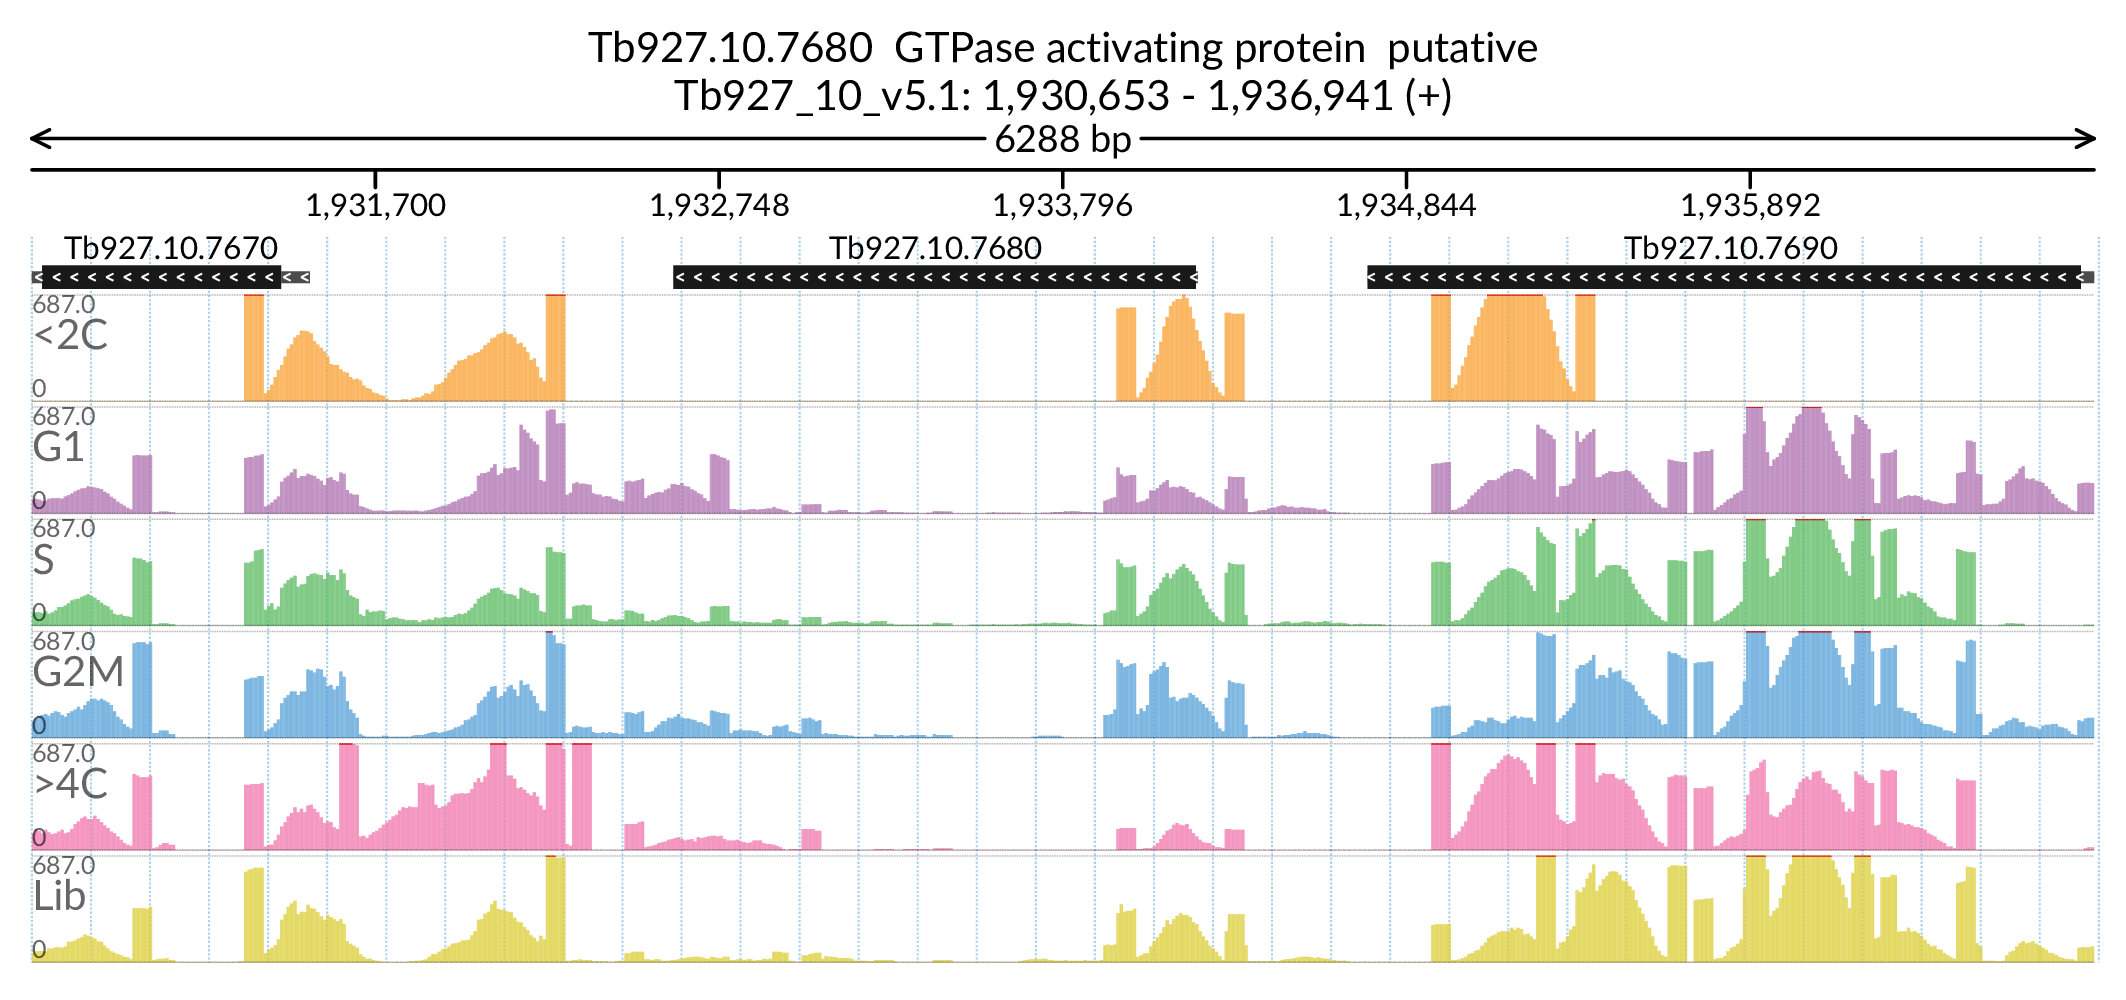 Tb927.10.7680 GTPase activating protein putative
Tb927_10_v5.1: 1,930,653 - 1,936,941 (+)
6288 bp
1,931,700 1,932,748 1,933,796 1,934,844 1,935,892
Tb927.10.7670 Tb927.10.7680 Tb927.10.7690
687.0
<2C
0
687.0
G1
0
687.0
S
0
687.0
G2M
0
687.0
>4C
0
687.0
Lib
0